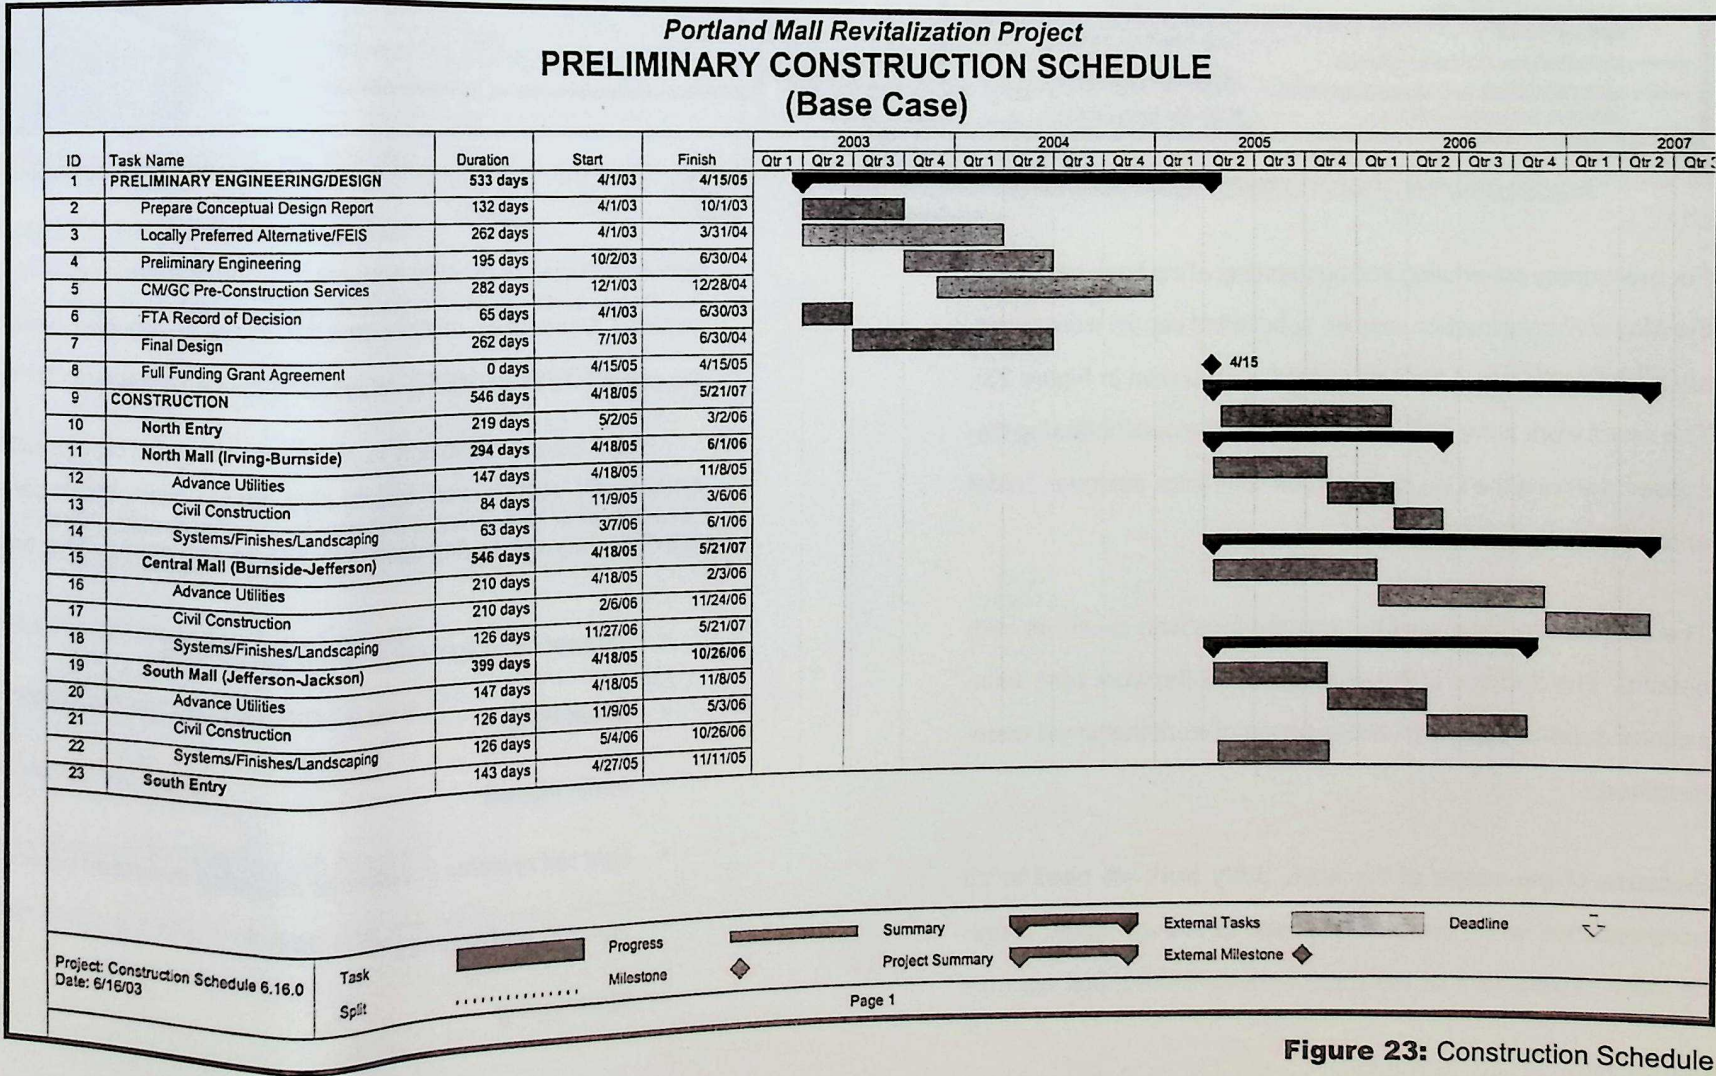 Portland Mall Revitalization Project
PRELIMINARY CONSTRUCTION SCHEDULE
(Base Case)
2003 2004 2005 2006 2007
ID Task Name Duration Start Finish Qtr 1 Qtr 2 Qtr 3 Qtr 4 Qtr 1 Qtr 2 Qtr 3 Qtr 4 Qtr 1 Qtr 2 Qtr 3 Qtr 4 Qtr 1 Qtr 2 Qtr 3 Qtr 4 Qtr 1 Qtr 2 Qtr 3
1 PRELIMINARY ENGINEERING/DESIGN 533 days 4/1/03 4/15/05
2 Prepare Conceptual Design Report 132 days 4/1/03 10/1/03
3 Locally Preferred Alternative/FEIS 262 days 4/1/03 3/31/04
4 Preliminary Engineering 195 days 10/2/03 6/30/04
5 CM/GC Pre-Construction Services 282 days 12/1/03 12/28/04
6 FTA Record of Decision 65 days 4/1/03 6/30/03
7 Final Design 262 days 7/1/03 6/30/04
8 Full Funding Grant Agreement 0 days 4/15/05 4/15/05 4/15
9 CONSTRUCTION 546 days 4/18/05 5/21/07
10 North Entry 219 days 5/2/05 3/2/06
11 North Mall (Irving-Burnside) 294 days 4/18/05 6/1/06
12 Advance Utilities 147 days 4/18/05 11/8/05
13 Civil Construction 84 days 11/9/05 3/6/06
14 Systems/Finishes/Landscaping 63 days 3/7/06 6/1/06
15 Central Mall (Burnside-Jefferson) 546 days 4/18/05 5/21/07
16 Advance Utilities 210 days 4/18/05 2/3/06
17 Civil Construction 210 days 2/6/06 11/24/06
18 Systems/Finishes/Landscaping 126 days 11/27/06 5/21/07
19 South Mall (Jefferson-Jackson) 399 days 4/18/05 10/26/06
20 Advance Utilities 147 days 4/18/05 11/8/05
21 Civil Construction 126 days 11/9/05 5/3/06
22 Systems/Finishes/Landscaping 126 days 5/4/06 10/26/06
23 South Entry 143 days 4/27/05 11/11/05
Project: Construction Schedule 6.16.0
Date: 6/16/03
Task Progress Summary External Tasks Deadline
Split Milestone Project Summary External Milestone
Page 1
Figure 23: Construction Schedule